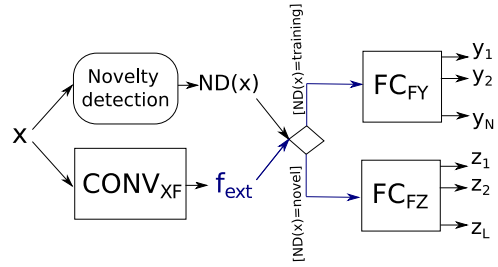 x
Novelty
detection
ND(x)
CONV_XF
f_ext
[ND(x)=training]
[ND(x)=novel]
FC_FY
y_1
y_2
y_N
FC_FZ
z_1
z_2
z_L